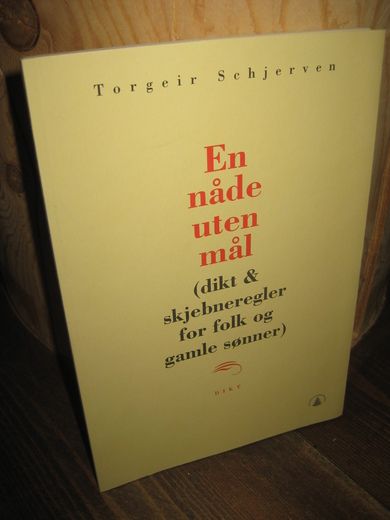 Torgeir Schjerven
En
nåde
uten
mål
(dikt &
skjebneregler
for folk og
gamle sønner)
DIKT